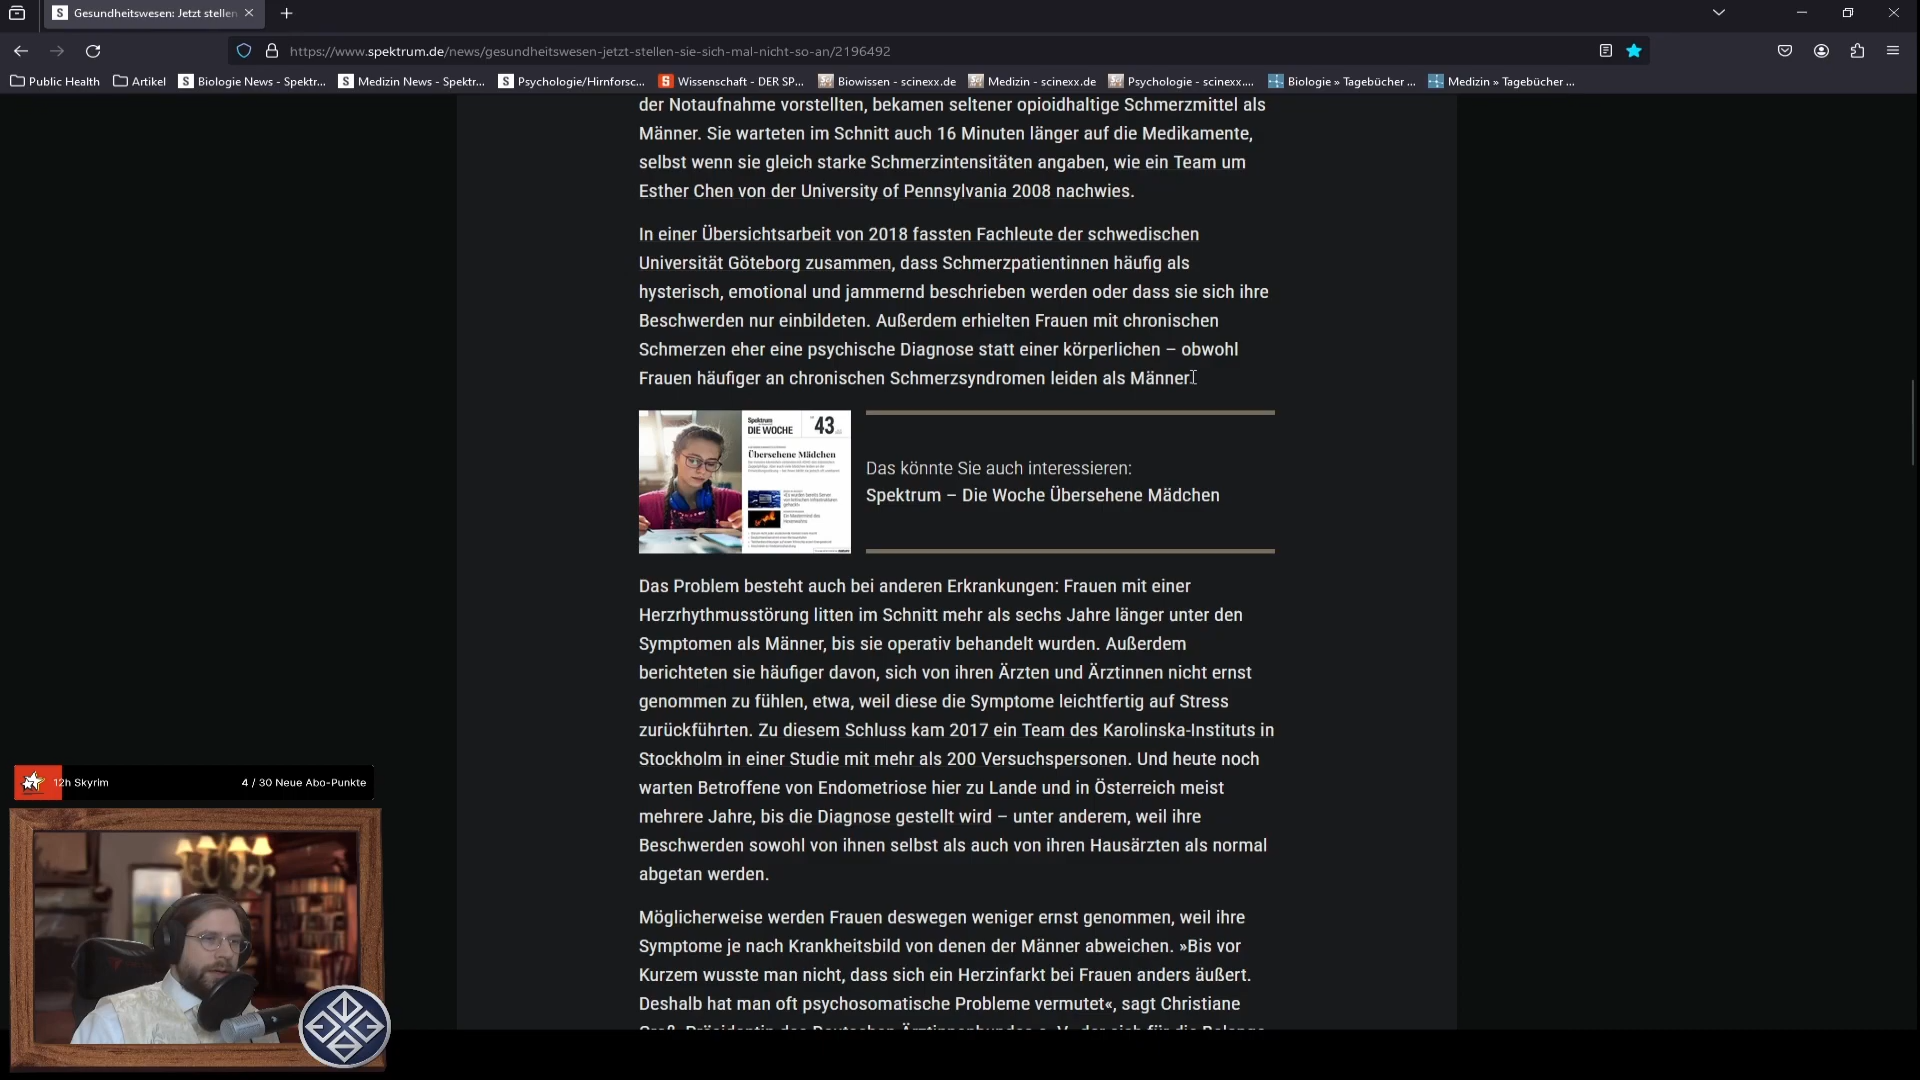 Gesundheitswesen: Jetzt stellen
https://www.spektrum.de/news/gesundheitswesen-jetzt-stellen-sie-sich-mal-nicht-so-an/2196492
Public Health
Artikel
Biologie News - Spektr...
Medizin News - Spektr...
Psychologie/Hirnforsc...
Wissenschaft - DER SP...
Biowissen - scinexx.de
Medizin - scinexx.de
Psychologie - scinexx....
Biologie » Tagebücher ...
Medizin » Tagebücher ...
der Notaufnahme vorstellten, bekamen seltener opioidhaltige Schmerzmittel als
Männer. Sie warteten im Schnitt auch 16 Minuten länger auf die Medikamente,
selbst wenn sie gleich starke Schmerzintensitäten angaben, wie ein Team um
Esther Chen von der University of Pennsylvania 2008 nachwies.
In einer Übersichtsarbeit von 2018 fassten Fachleute der schwedischen
Universität Göteborg zusammen, dass Schmerzpatientinnen häufig als
hysterisch, emotional und jammernd beschrieben werden oder dass sie sich ihre
Beschwerden nur einbildeten. Außerdem erhielten Frauen mit chronischen
Schmerzen eher eine psychische Diagnose statt einer körperlichen – obwohl
Frauen häufiger an chronischen Schmerzsyndromen leiden als Männer.
Spektrum
DIE WOCHE
43
Übersehene Mädchen
Das könnte Sie auch interessieren:
Spektrum – Die Woche Übersehene Mädchen
Das Problem besteht auch bei anderen Erkrankungen: Frauen mit einer
Herzrhythmusstörung litten im Schnitt mehr als sechs Jahre länger unter den
Symptomen als Männer, bis sie operativ behandelt wurden. Außerdem
berichteten sie häufiger davon, sich von ihren Ärzten und Ärztinnen nicht ernst
genommen zu fühlen, etwa, weil diese die Symptome leichtfertig auf Stress
zurückführten. Zu diesem Schluss kam 2017 ein Team des Karolinska-Instituts in
Stockholm in einer Studie mit mehr als 200 Versuchspersonen. Und heute noch
warten Betroffene von Endometriose hier zu Lande und in Österreich meist
mehrere Jahre, bis die Diagnose gestellt wird – unter anderem, weil ihre
Beschwerden sowohl von ihnen selbst als auch von ihren Hausärzten als normal
abgetan werden.
Möglicherweise werden Frauen deswegen weniger ernst genommen, weil ihre
Symptome je nach Krankheitsbild von denen der Männer abweichen. »Bis vor
Kurzem wusste man nicht, dass sich ein Herzinfarkt bei Frauen anders äußert.
Deshalb hat man oft psychosomatische Probleme vermutet«, sagt Christiane
Groß, Präsidentin des Deutschen Ärztinnenbundes e. V., der sich für die Belange
12h Skyrim
4 / 30 Neue Abo-Punkte